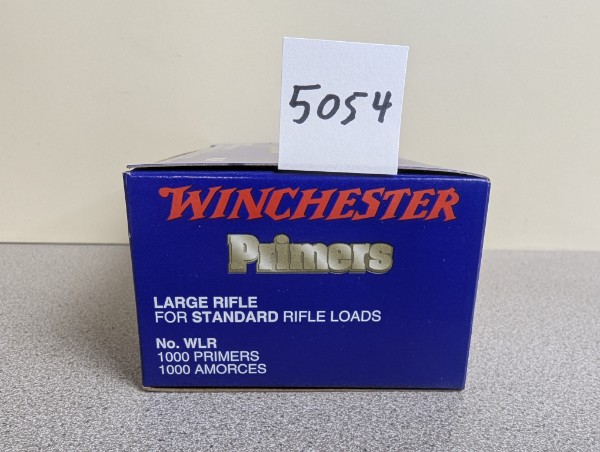 5054
WINCHESTER
Primers
LARGE RIFLE
FOR STANDARD RIFLE LOADS
No. WLR
1000 PRIMERS
1000 AMORCES